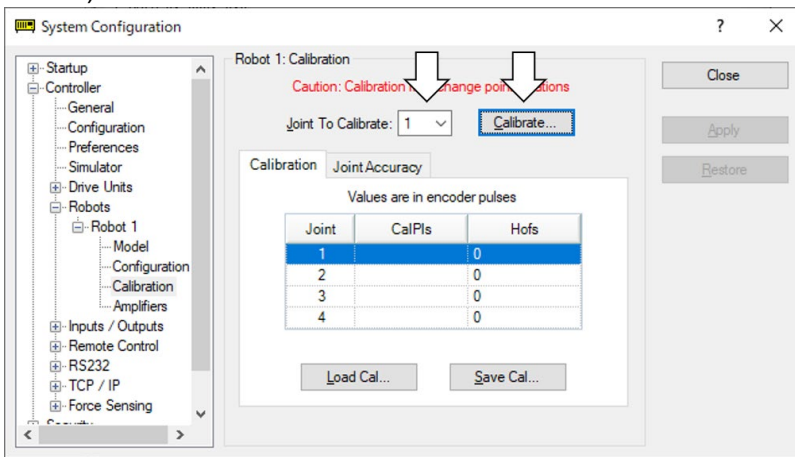 System Configuration
?
Startup
Controller
General
Configuration
Preferences
Simulator
Drive Units
Robots
Robot 1
Model
Configuration
Calibration
Amplifiers
Inputs / Outputs
Remote Control
RS232
TCP / IP
Force Sensing
Robot 1: Calibration
Caution: Calibration
Joint To Calibrate: 1
Calibrate...
Calibration Joint Accuracy
Values are in encoder pulses
Joint CalPls Hofs
1 0
2 0
3 0
4 0
Load Cal... Save Cal...
Close
Apply
Restore